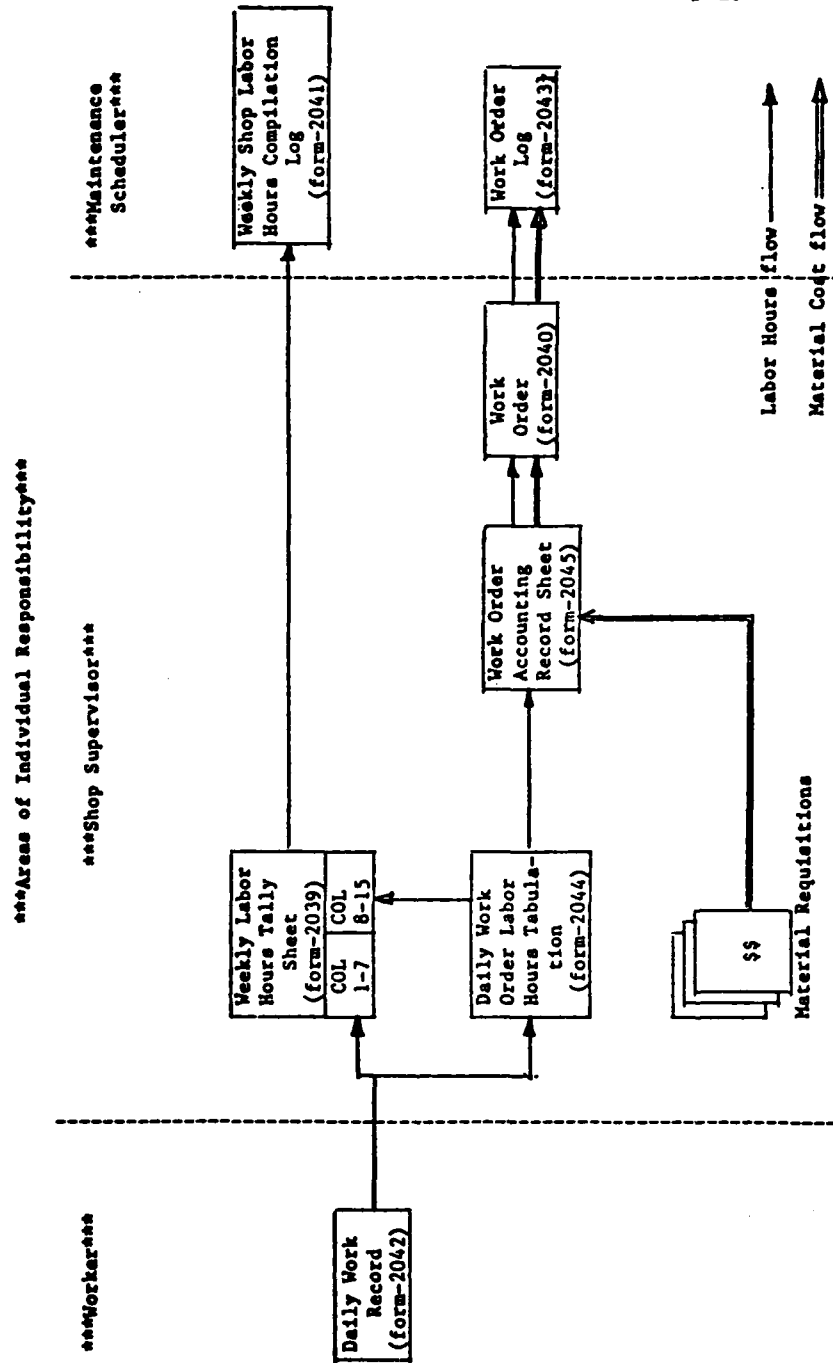 ***Areas of Individual Responsibility***
***Worker***
***Shop Supervisor***
***Maintenance
Scheduler***
Daily Work
Record
(form-2042)
Weekly Labor
Hours Tally
Sheet
(form-2039)
COL
1-7
COL
8-15
Weekly Shop Labor
Hours Compilation
Log
(form-2041)
Daily Work
Order Labor
Hours Tabula-
tion
(form-2044)
Work Order
Accounting
Record Sheet
(form-2045)
Work
Order
(form-2040)
Work Order
Log
(form-2043)
$$
Material Requisitions
Labor Hours flow
Material Cost flow